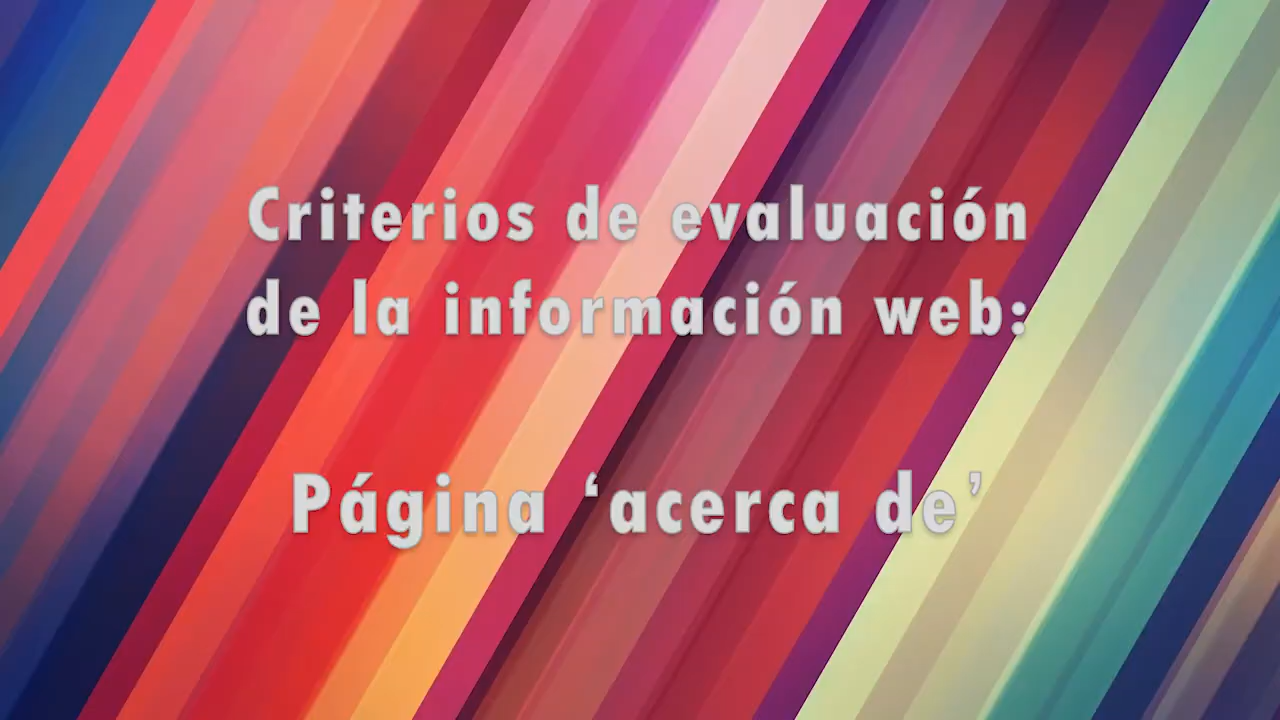 Criterios de evaluación
de la información web:
Página ‘acerca de’